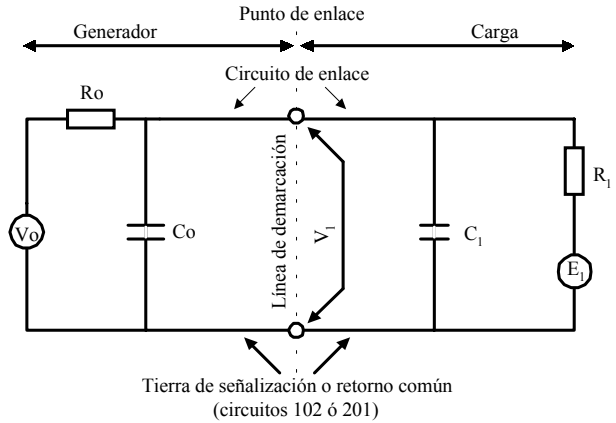 Punto de enlace
Generador
Carga
Circuito de enlace
Ro
Línea de demarcación
R1
Vo
Co
V1
C1
E1
Tierra de señalización o retorno común
(circuitos 102 ó 201)